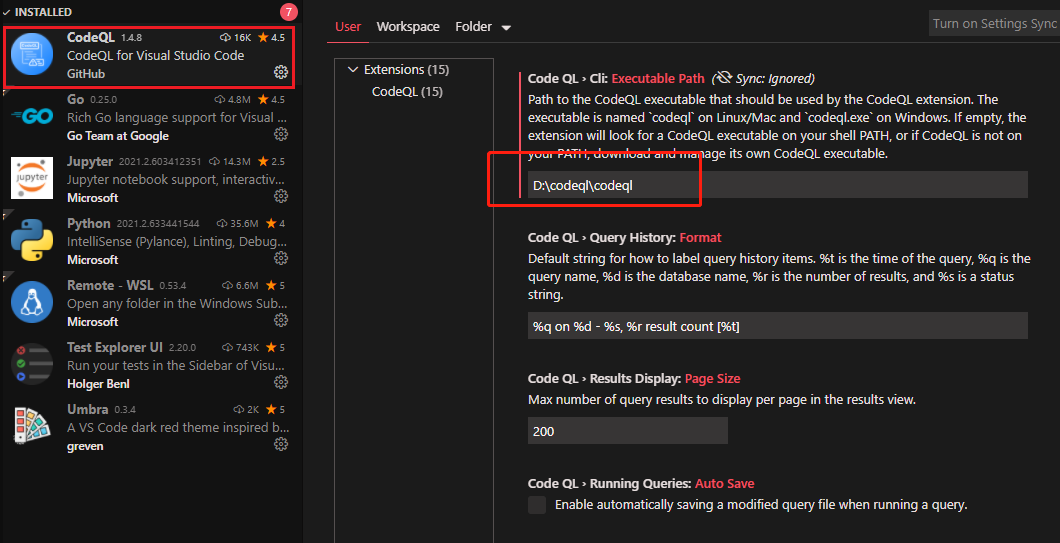 INSTALLED 7
CodeQL 1.4.8 16K 4.5
CodeQL for Visual Studio Code
GitHub
Go 0.25.0 4.8M 4.5
Rich Go language support for Visual ...
Go Team at Google
Jupyter 2021.2.603412351 14.3M 2.5
Jupyter notebook support, interactiv...
Microsoft
Python 2021.2.633441544 35.6M 4
IntelliSense (Pylance), Linting, Debug...
Microsoft
Remote - WSL 0.53.4 6.6M 5
Open any folder in the Windows Sub...
Microsoft
Test Explorer UI 2.20.0 743K 5
Run your tests in the Sidebar of Visu...
Holger Benl
Umbra 0.3.4 2K 5
A VS Code dark red theme inspired b...
greven
User Workspace Folder
Turn on Settings Sync
Extensions (15)
CodeQL (15)
Code QL › Cli: Executable Path (Sync: Ignored)
Path to the CodeQL executable that should be used by the CodeQL extension. The
executable is named `codeql` on Linux/Mac and `codeql.exe` on Windows. If empty, the
extension will look for a CodeQL executable on your shell PATH, or if CodeQL is not on
your PATH, download and manage its own CodeQL executable.
D:\codeql\codeql
Code QL › Query History: Format
Default string for how to label query history items. %t is the time of the query, %q is the
query name, %d is the database name, %r is the number of results, and %s is a status
string.
%q on %d - %s, %r result count [%t]
Code QL › Results Display: Page Size
Max number of query results to display per page in the results view.
200
Code QL › Running Queries: Auto Save
Enable automatically saving a modified query file when running a query.